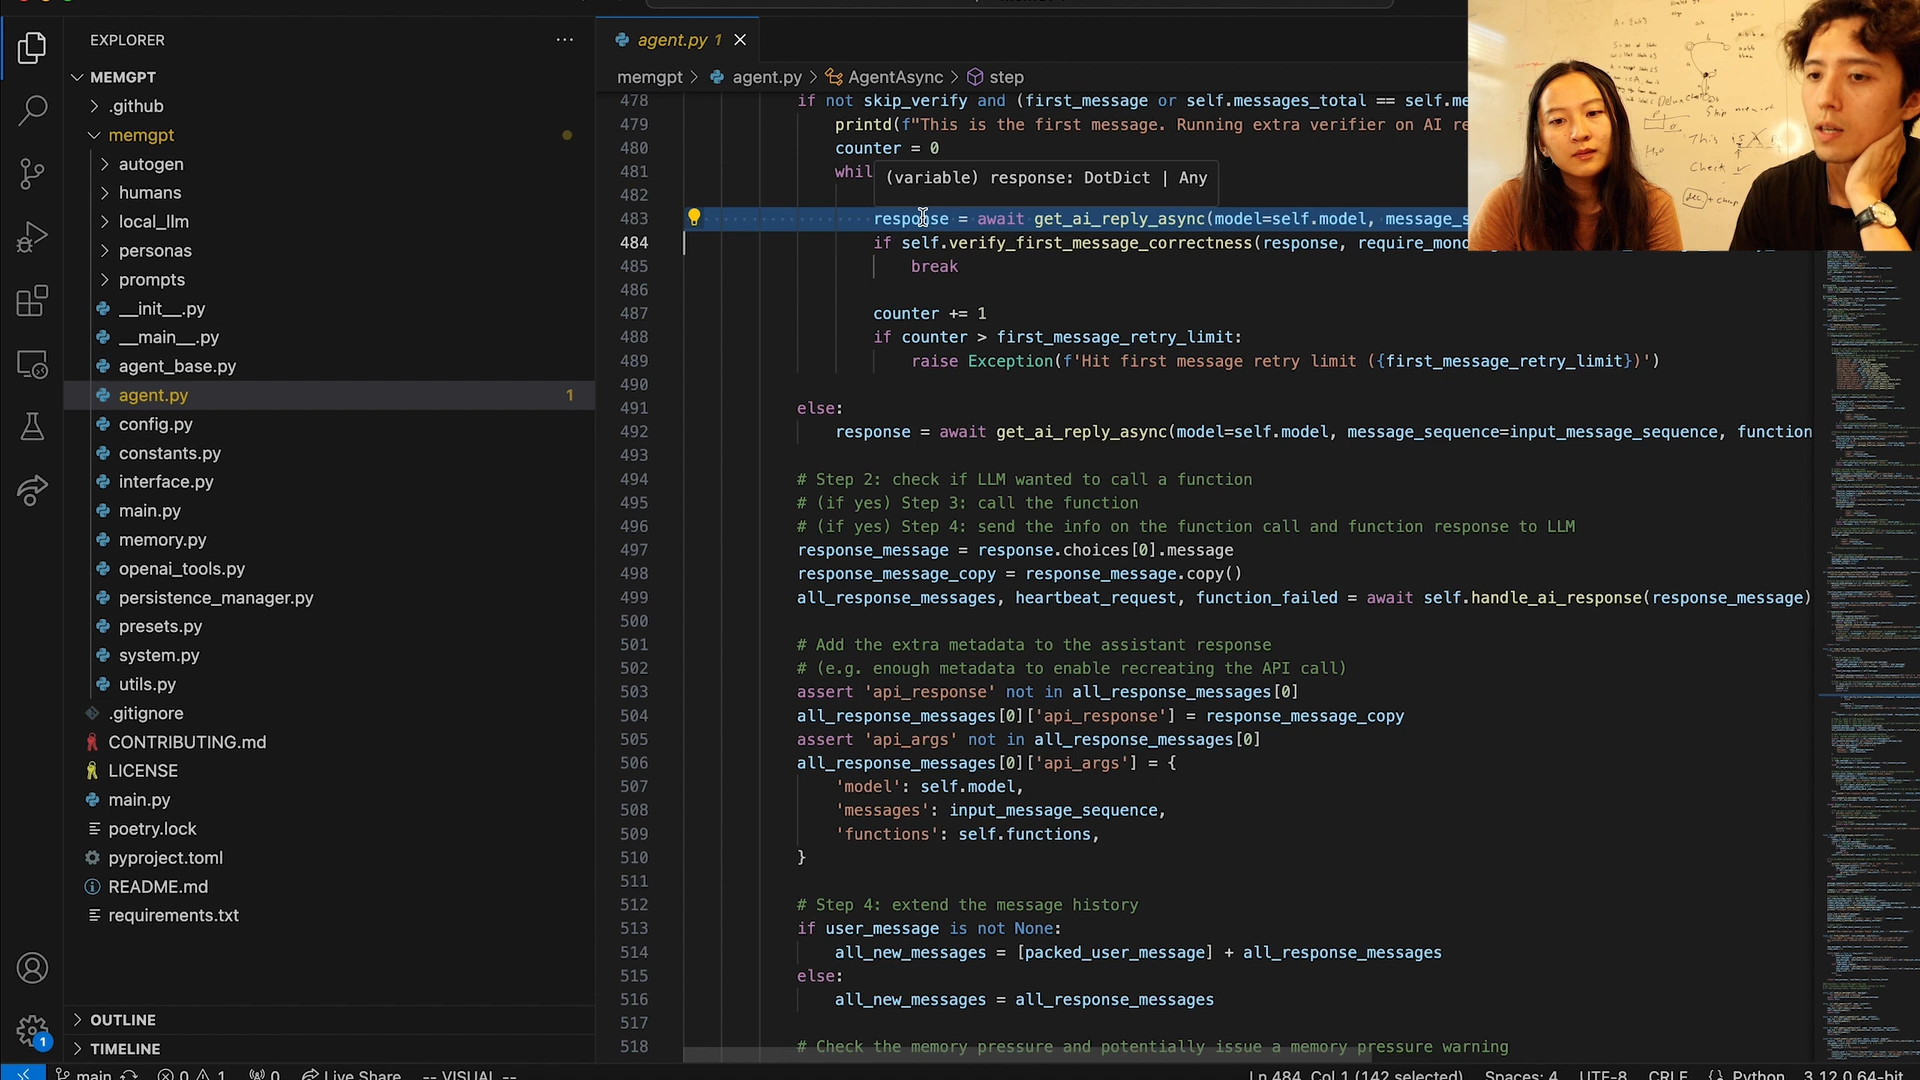 EXPLORER
MEMGPT
.github
memgpt
autogen
humans
local_llm
personas
prompts
__init__.py
__main__.py
agent_base.py
agent.py 1
config.py
constants.py
interface.py
main.py
memory.py
openai_tools.py
persistence_manager.py
presets.py
system.py
utils.py
.gitignore
CONTRIBUTING.md
LICENSE
main.py
poetry.lock
pyproject.toml
README.md
requirements.txt
OUTLINE
TIMELINE
1
agent.py 1
memgpt > agent.py > AgentAsync > step
478 if not skip_verify and (first_message or self.messages_total == self.me
479 printd(f"This is the first message. Running extra verifier on AI re
480 counter = 0
481 whil
(variable) response: DotDict | Any
482
483 response = await get_ai_reply_async(model=self.model, message_s
484 if self.verify_first_message_correctness(response, require_mono
485 break
486
487 counter += 1
488 if counter > first_message_retry_limit:
489 raise Exception(f'Hit first message retry limit ({first_message_retry_limit})')
490
491 else:
492 response = await get_ai_reply_async(model=self.model, message_sequence=input_message_sequence, function
493
494 # Step 2: check if LLM wanted to call a function
495 # (if yes) Step 3: call the function
496 # (if yes) Step 4: send the info on the function call and function response to LLM
497 response_message = response.choices[0].message
498 response_message_copy = response_message.copy()
499 all_response_messages, heartbeat_request, function_failed = await self.handle_ai_response(response_message)
500
501 # Add the extra metadata to the assistant response
502 # (e.g. enough metadata to enable recreating the API call)
503 assert 'api_response' not in all_response_messages[0]
504 all_response_messages[0]['api_response'] = response_message_copy
505 assert 'api_args' not in all_response_messages[0]
506 all_response_messages[0]['api_args'] = {
507 'model': self.model,
508 'messages': input_message_sequence,
509 'functions': self.functions,
510 }
511
512 # Step 4: extend the message history
513 if user_message is not None:
514 all_new_messages = [packed_user_message] + all_response_messages
515 else:
516 all_new_messages = all_response_messages
517
518 # Check the memory pressure and potentially issue a memory pressure warning
This is
Check
H₂O
main 0 1 0 Live Share -- VISUAL -- Ln 484, Col 1 (142 selected) Spaces: 4 UTF-8 CRLF {} Python 3.12.0 64-bit